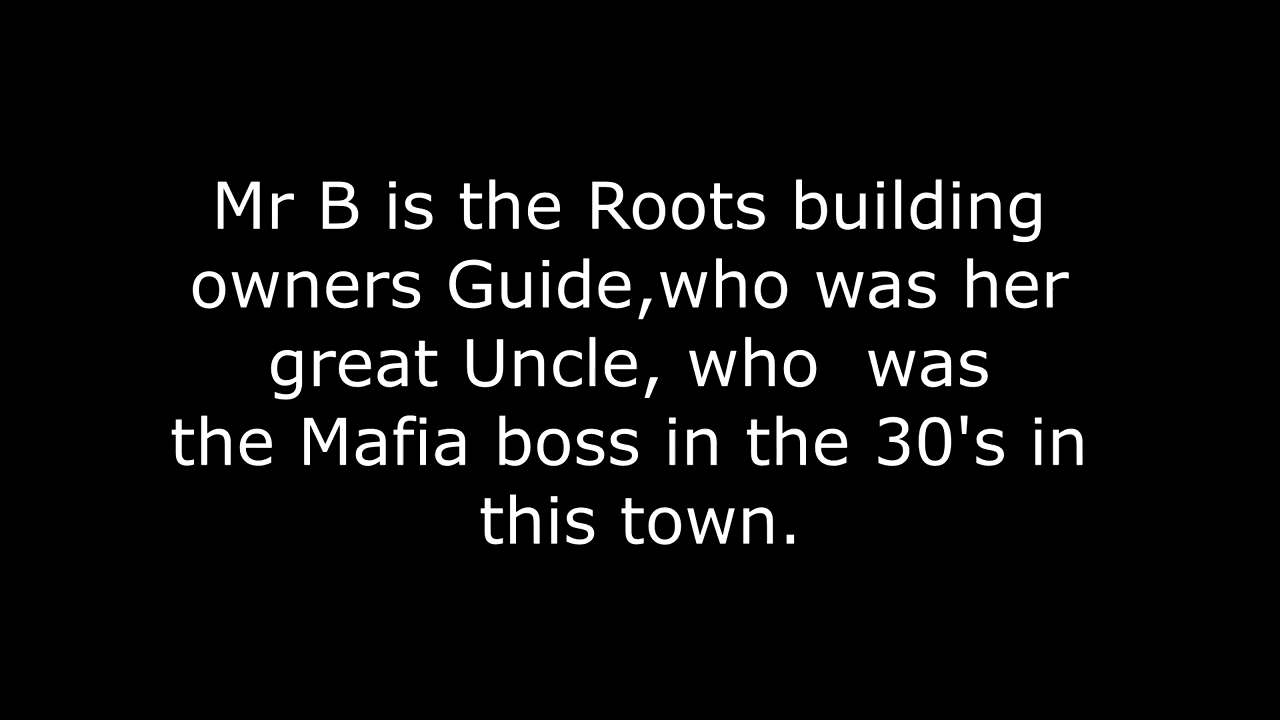 Mr B is the Roots building
owners Guide,who was her
great Uncle, who  was
the Mafia boss in the 30's in
this town.